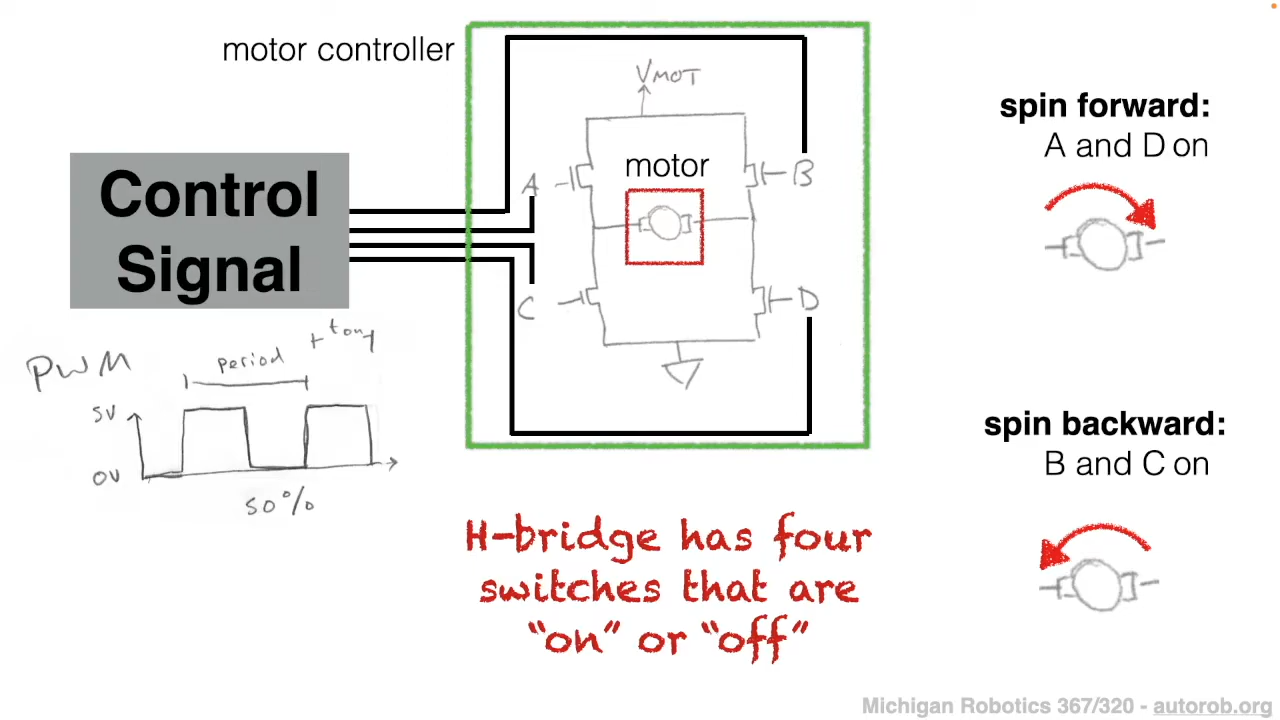 motor controller
VMOT
motor
A
B
C
D
Control
Signal
PWM
period
ton
5V
0V
50%
H-bridge has four
switches that are
"on" or "off"
spin forward:
A and D on
spin backward:
B and C on
Michigan Robotics 367/320 - autorob.org